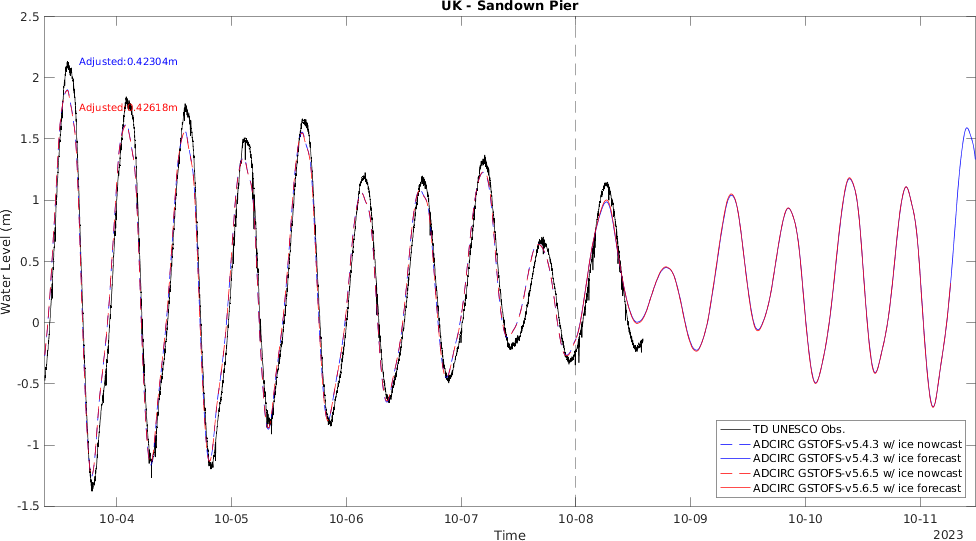 UK - Sandown Pier
2.5
2
1.5
1
0.5
0
-0.5
-1
-1.5
Water Level (m)
Adjusted:0.42304m
Adjusted:0.42618m
TD UNESCO Obs.
ADCIRC GSTOFS-v5.4.3 w/ ice nowcast
ADCIRC GSTOFS-v5.4.3 w/ ice forecast
ADCIRC GSTOFS-v5.6.5 w/ ice nowcast
ADCIRC GSTOFS-v5.6.5 w/ ice forecast
10-04 10-05 10-06 10-07 10-08 10-09 10-10 10-11
Time
2023